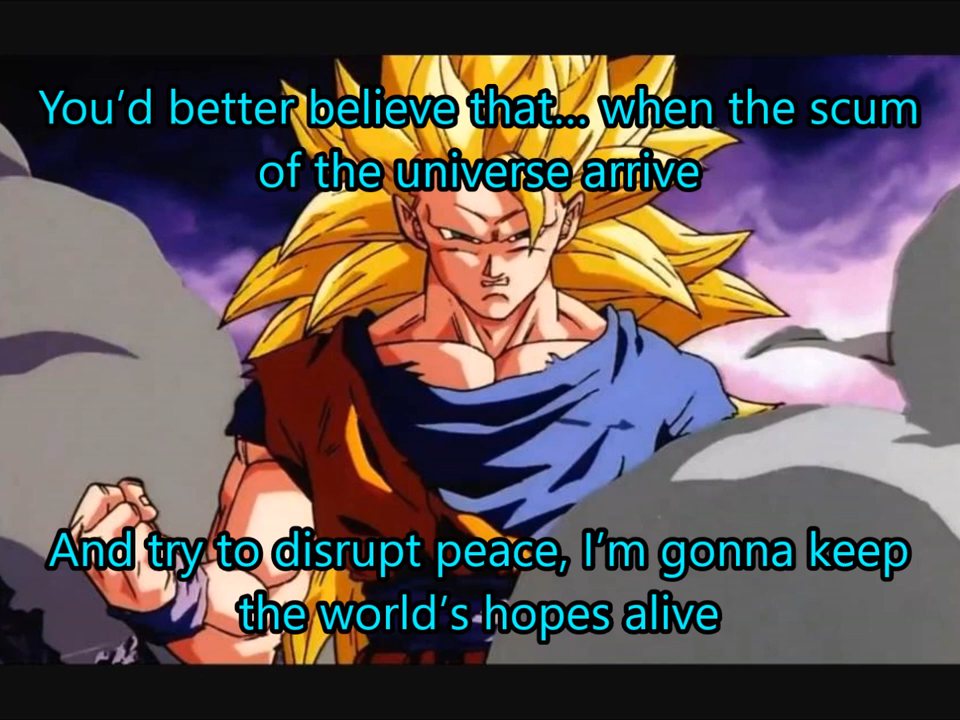 You’d better believe that... when the scum
of the universe arrive
And try to disrupt peace, I’m gonna keep
the world’s hopes alive